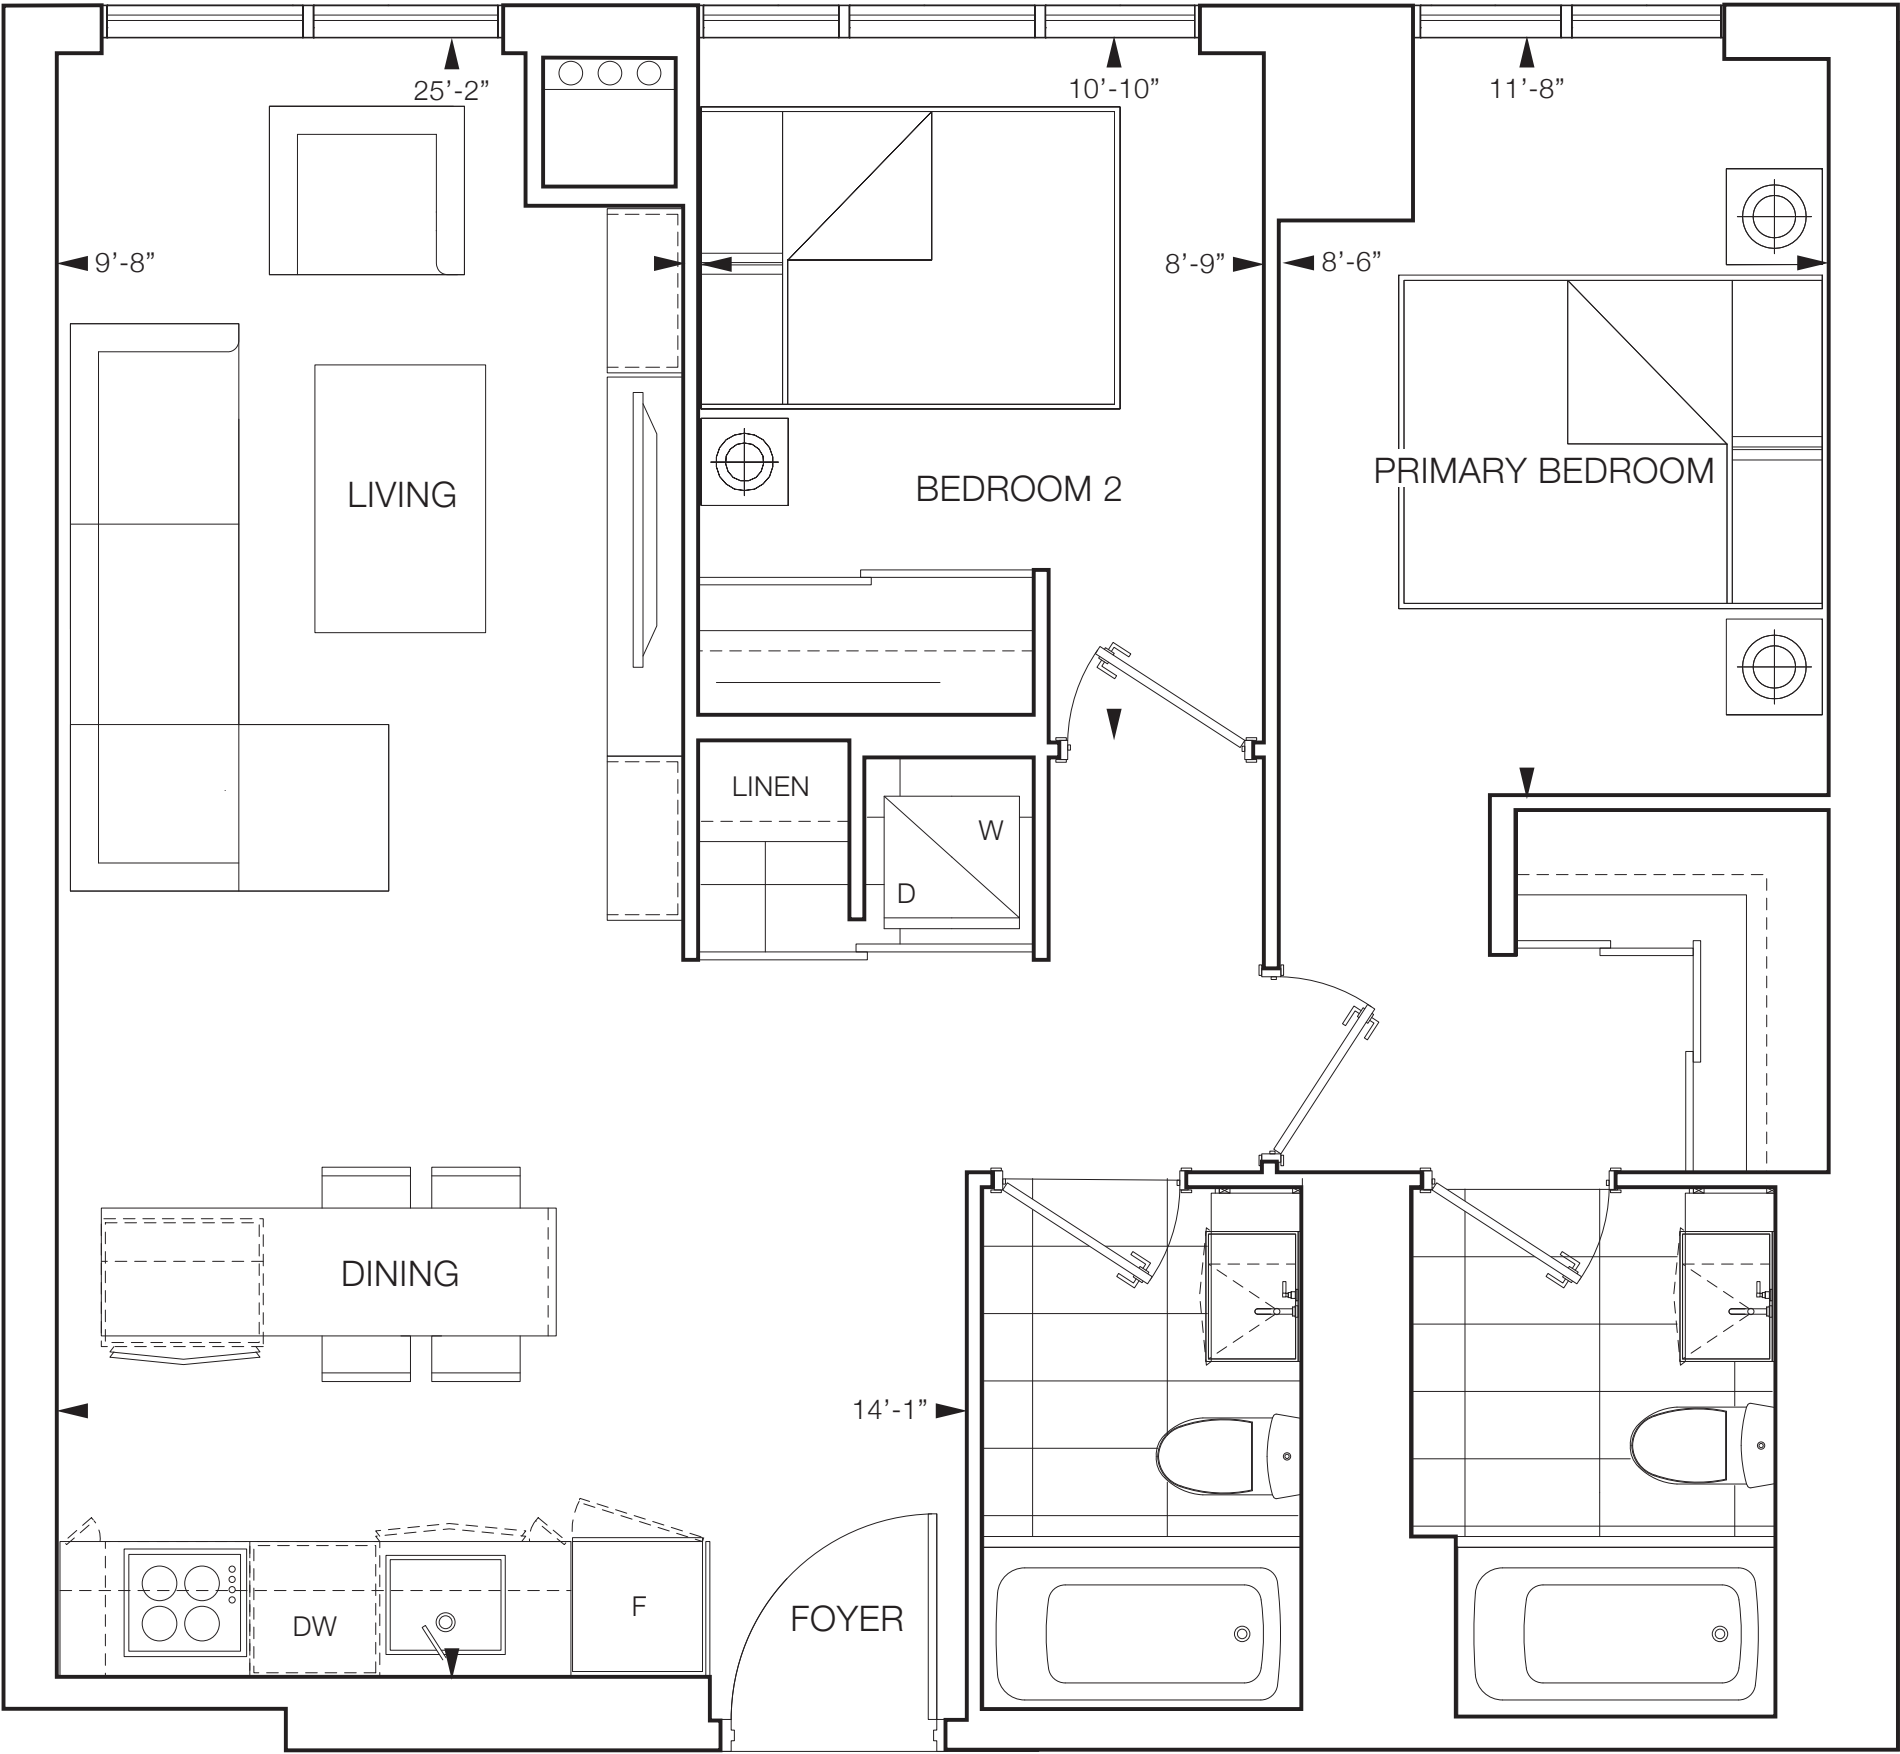 25’-2”
10’-10”
11’-8”
9’-8”
8’-9”
8’-6”
LIVING
BEDROOM 2
PRIMARY BEDROOM
LINEN
W
D
DINING
14’-1”
F
DW
FOYER